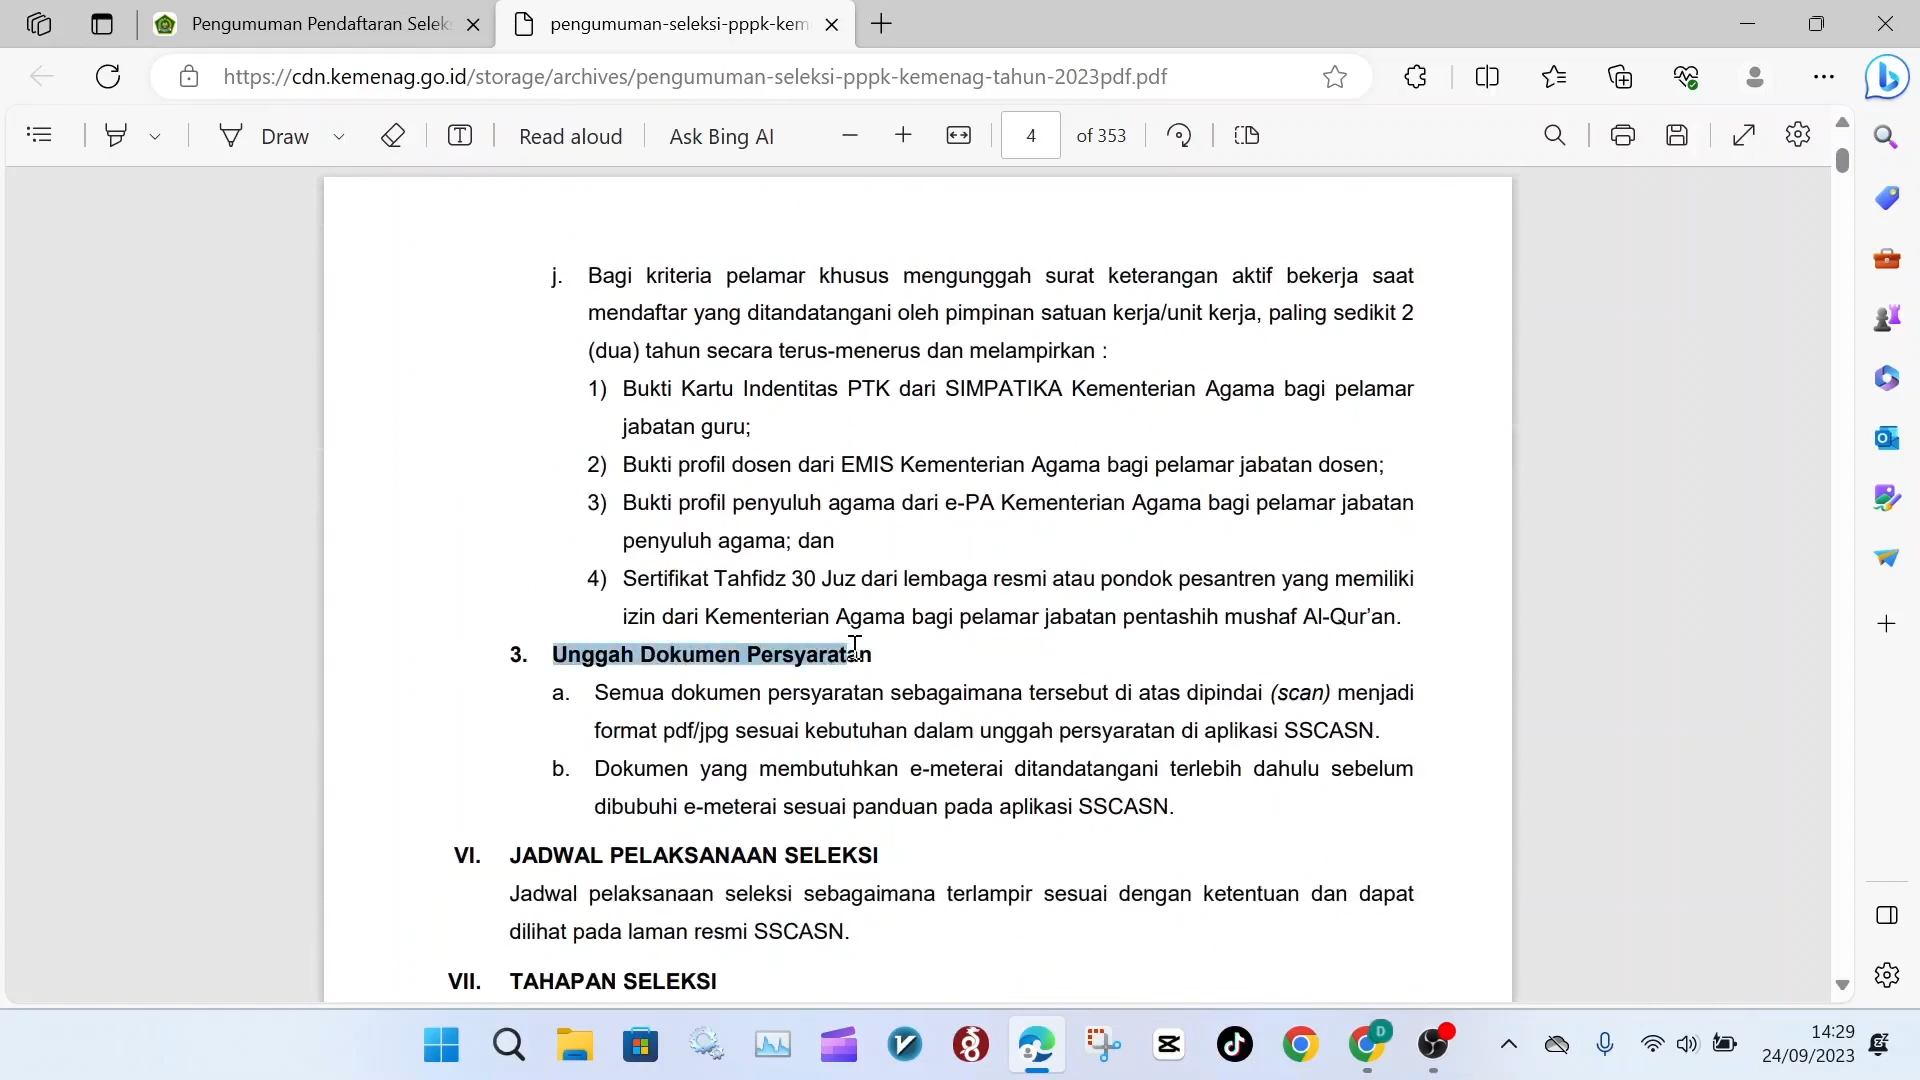 Pengumuman Pendaftaran Selek
pengumuman-seleksi-pppk-kem
https://cdn.kemenag.go.id/storage/archives/pengumuman-seleksi-pppk-kemenag-tahun-2023pdf.pdf
Draw Read aloud Ask Bing AI 4 of 353
j. Bagi kriteria pelamar khusus mengunggah surat keterangan aktif bekerja saat
mendaftar yang ditandatangani oleh pimpinan satuan kerja/unit kerja, paling sedikit 2
(dua) tahun secara terus-menerus dan melampirkan :
1) Bukti Kartu Indentitas PTK dari SIMPATIKA Kementerian Agama bagi pelamar
jabatan guru;
2) Bukti profil dosen dari EMIS Kementerian Agama bagi pelamar jabatan dosen;
3) Bukti profil penyuluh agama dari e-PA Kementerian Agama bagi pelamar jabatan
penyuluh agama; dan
4) Sertifikat Tahfidz 30 Juz dari lembaga resmi atau pondok pesantren yang memiliki
izin dari Kementerian Agama bagi pelamar jabatan pentashih mushaf Al-Qur’an.
3. Unggah Dokumen Persyaratan
a. Semua dokumen persyaratan sebagaimana tersebut di atas dipindai (scan) menjadi
format pdf/jpg sesuai kebutuhan dalam unggah persyaratan di aplikasi SSCASN.
b. Dokumen yang membutuhkan e-meterai ditandatangani terlebih dahulu sebelum
dibubuhi e-meterai sesuai panduan pada aplikasi SSCASN.
VI. JADWAL PELAKSANAAN SELEKSI
Jadwal pelaksanaan seleksi sebagaimana terlampir sesuai dengan ketentuan dan dapat
dilihat pada laman resmi SSCASN.
VII. TAHAPAN SELEKSI
D
14:29
24/09/2023